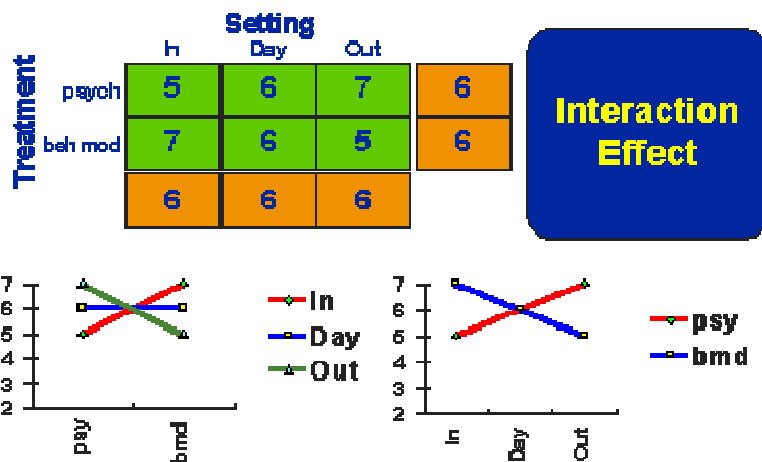 Setting
In Day Out
Treatment
psych 5 6 7 6
beh mod 7 6 5 6
6 6 6
Interaction
Effect
7
6
5
4
3
2
psy
bmd
In
Day
Out
7
6
5
4
3
2
In
Day
Out
psy
bmd